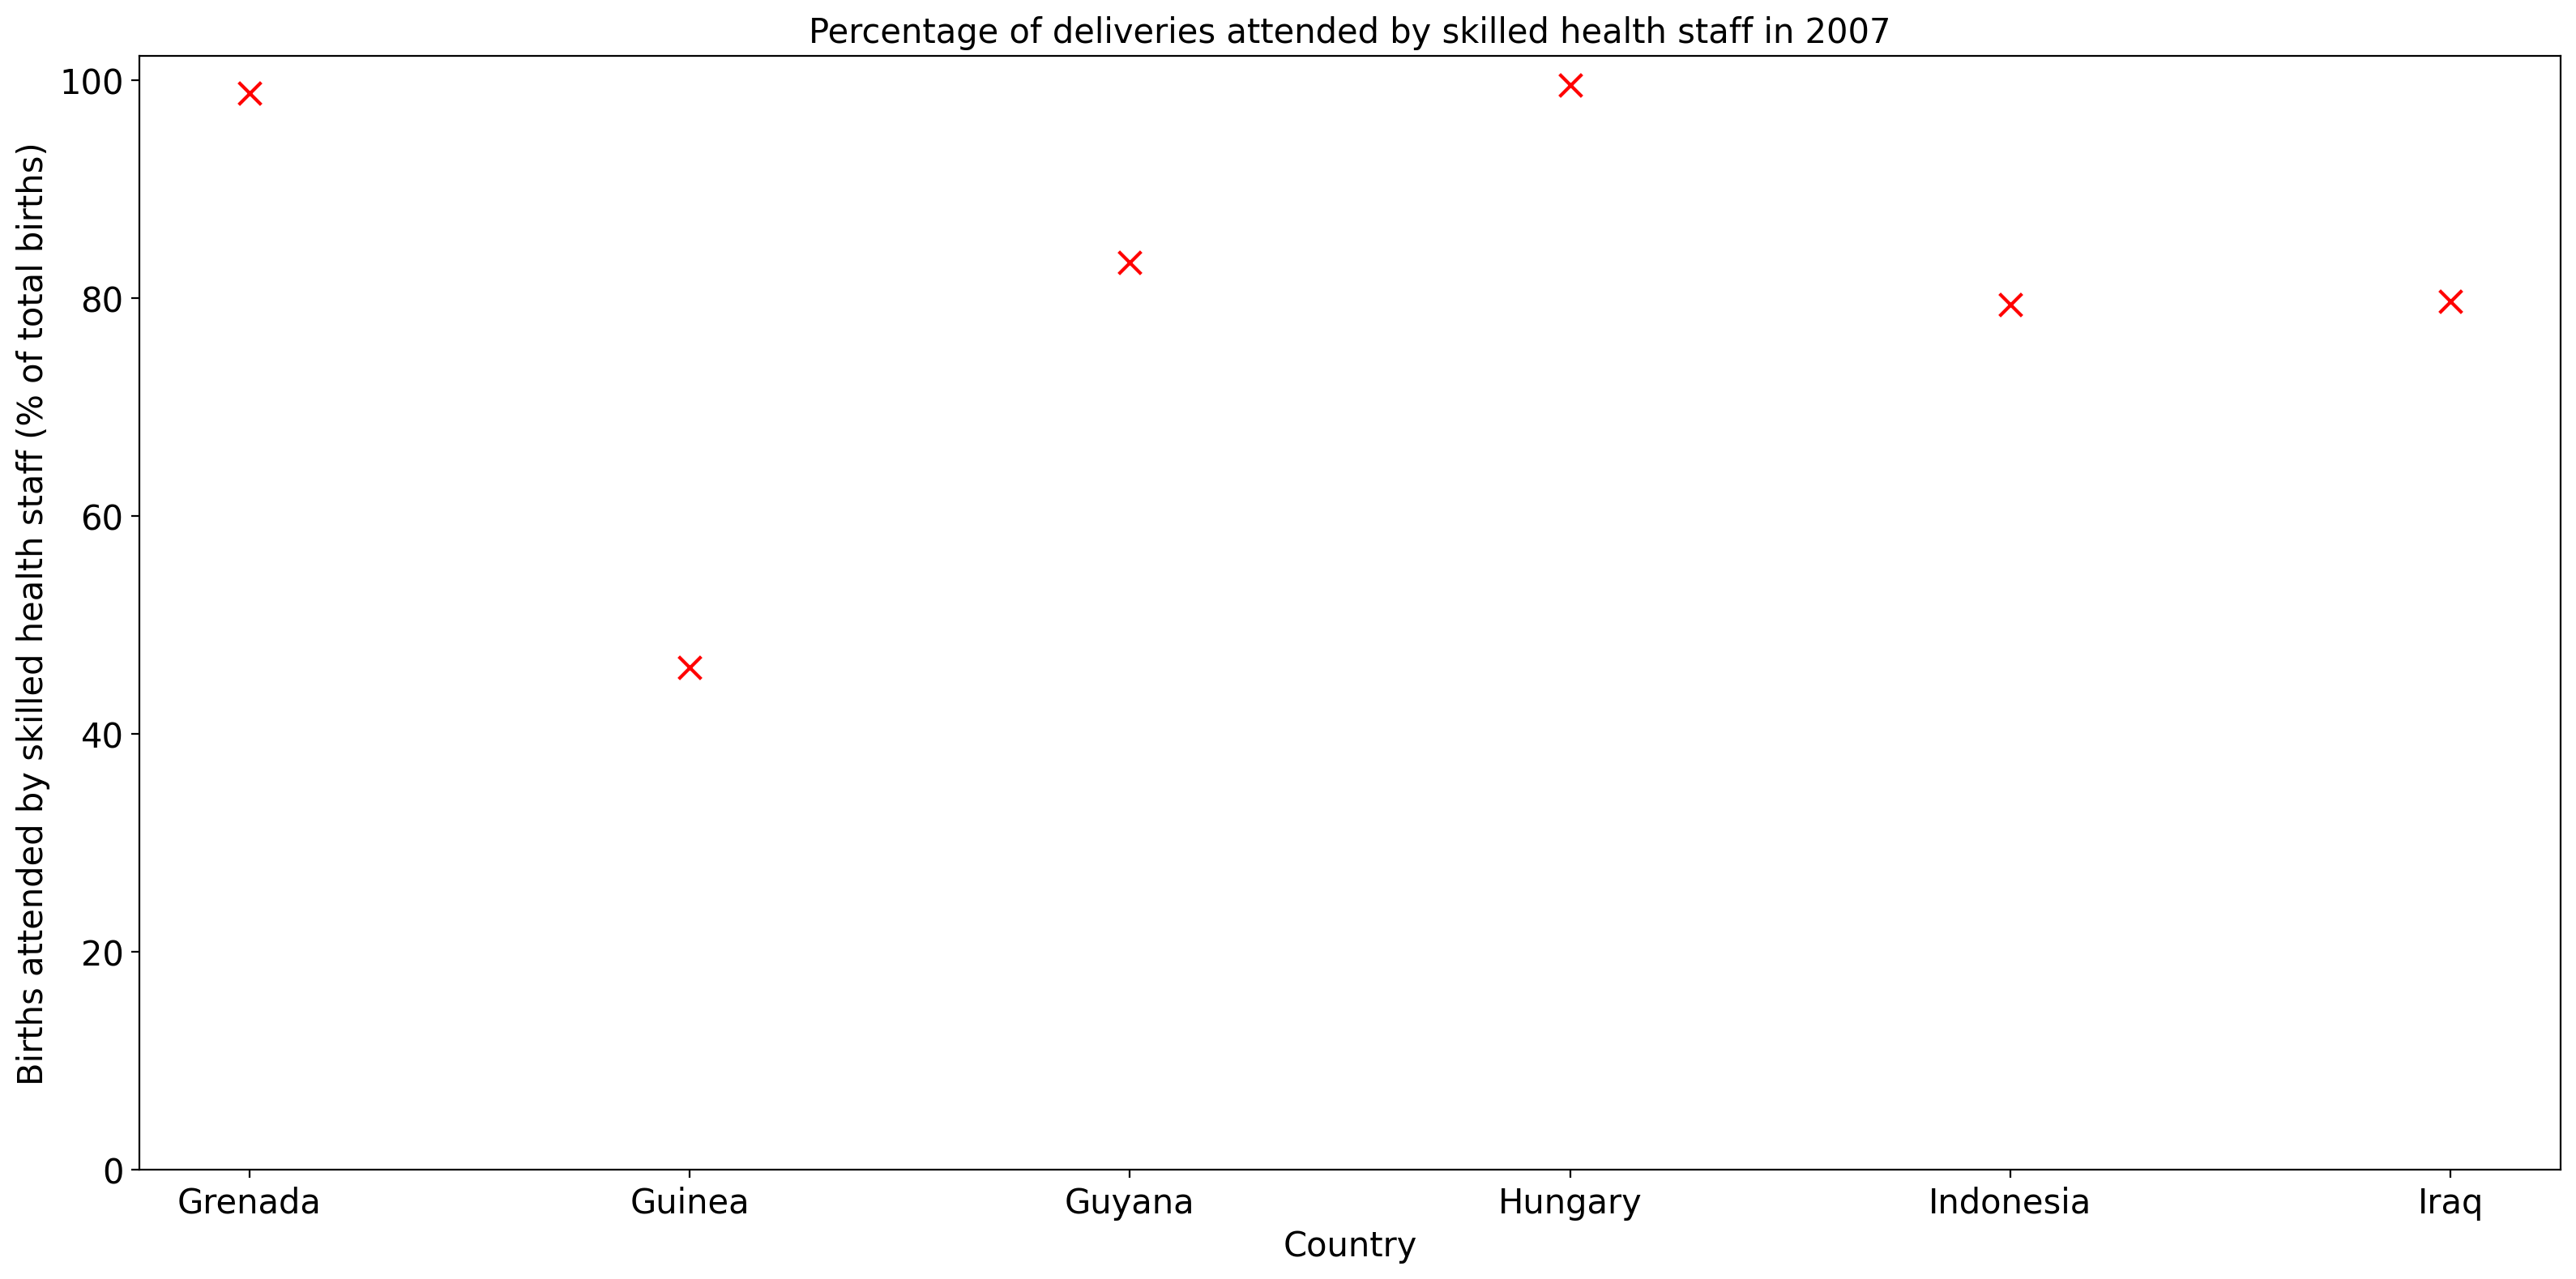 Percentage of deliveries attended by skilled health staff in 2007
Births attended by skilled health staff (% of total births)
100
80
60
40
20
0
Grenada Guinea Guyana Hungary Indonesia Iraq
Country